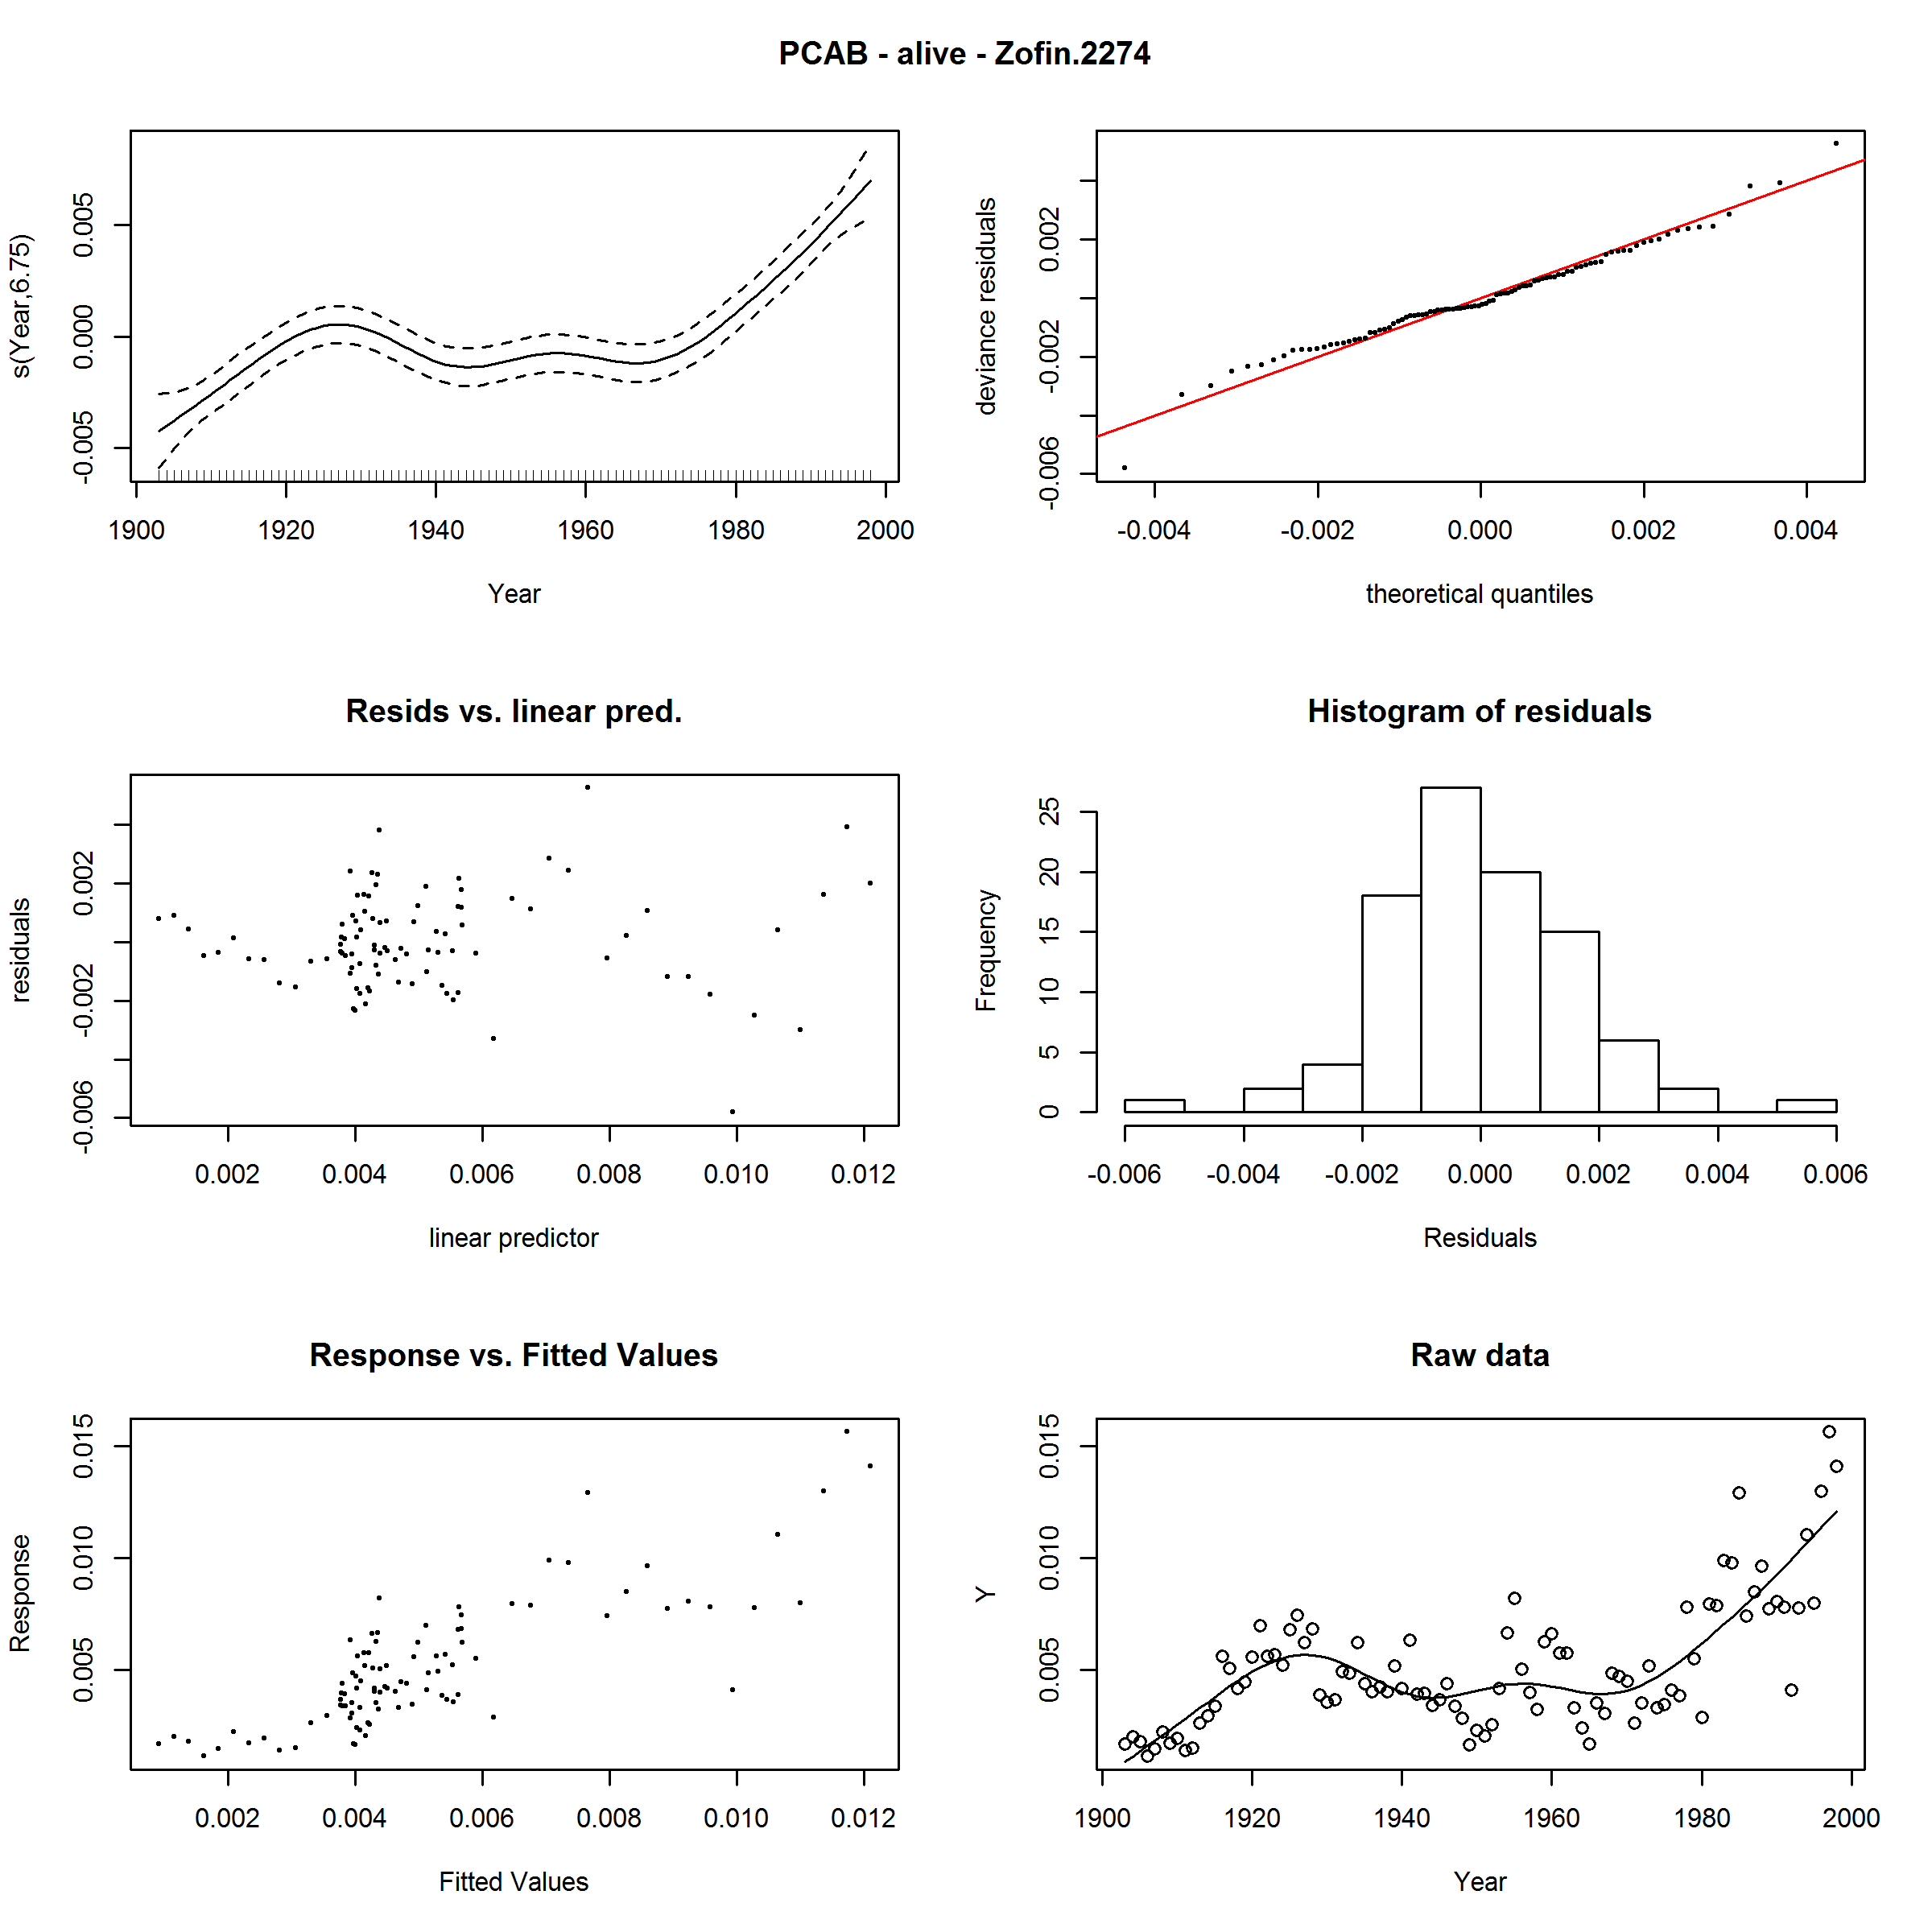 PCAB - alive - Zofin.2274
s(Year,6.75)
0.005
0.000
-0.005
1900 1920 1940 1960 1980 2000
Year
deviance residuals
0.002
-0.002
-0.006
-0.004 -0.002 0.000 0.002 0.004
theoretical quantiles
Resids vs. linear pred.
residuals
0.002
-0.002
-0.006
0.002 0.004 0.006 0.008 0.010 0.012
linear predictor
Histogram of residuals
Frequency
25
20
15
10
5
0
-0.006 -0.004 -0.002 0.000 0.002 0.004 0.006
Residuals
Response vs. Fitted Values
Response
0.015
0.010
0.005
0.002 0.004 0.006 0.008 0.010 0.012
Fitted Values
Raw data
Y
0.015
0.010
0.005
1900 1920 1940 1960 1980 2000
Year